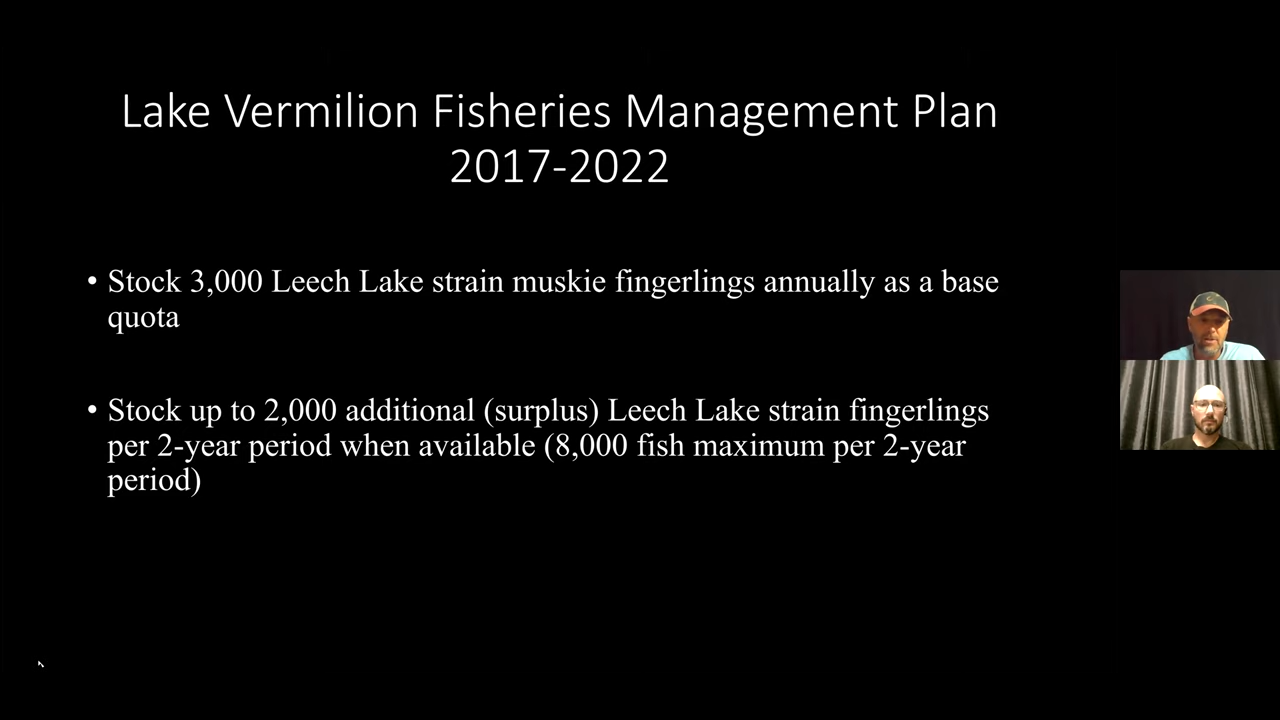 Lake Vermilion Fisheries Management Plan
2017-2022
• Stock 3,000 Leech Lake strain muskie fingerlings annually as a base
quota
• Stock up to 2,000 additional (surplus) Leech Lake strain fingerlings
per 2-year period when available (8,000 fish maximum per 2-year
period)